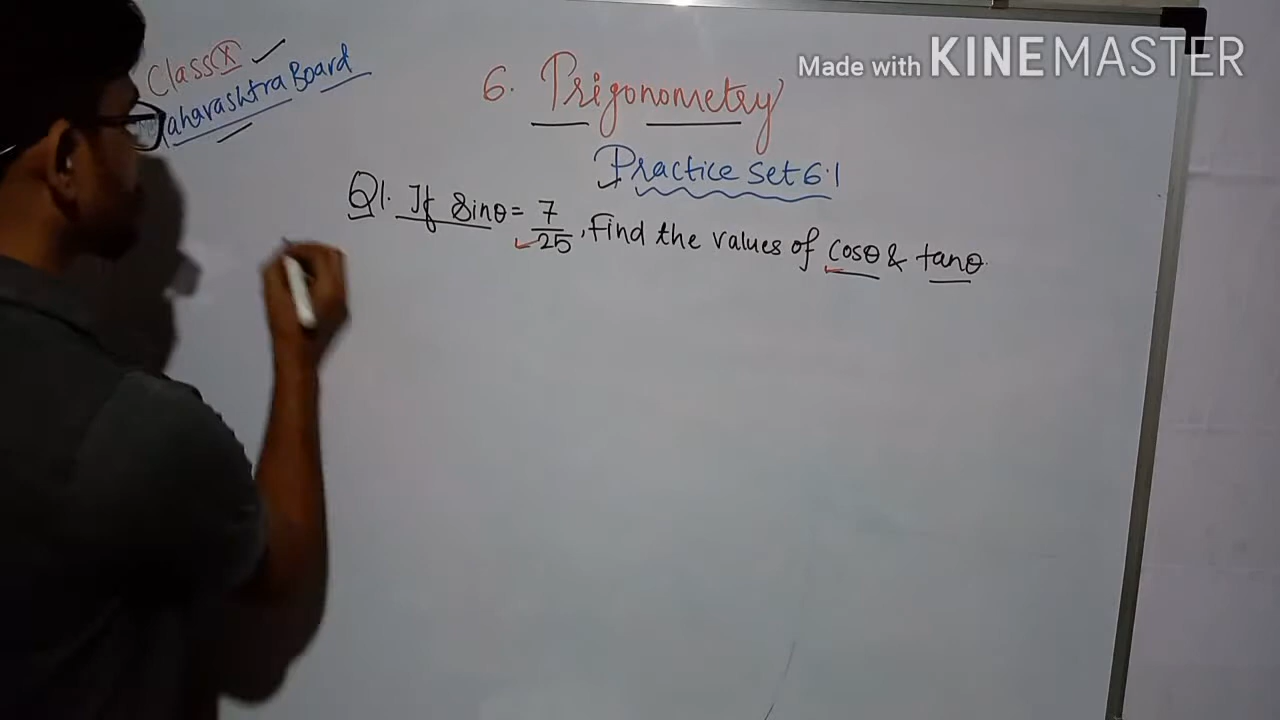 Class X ✓
aharashtra Board
Made with KINEMASTER
6. Trigonometry
Practice set 6.1
Q1. If Sinθ = 7/25, find the values of cosθ & tanθ.